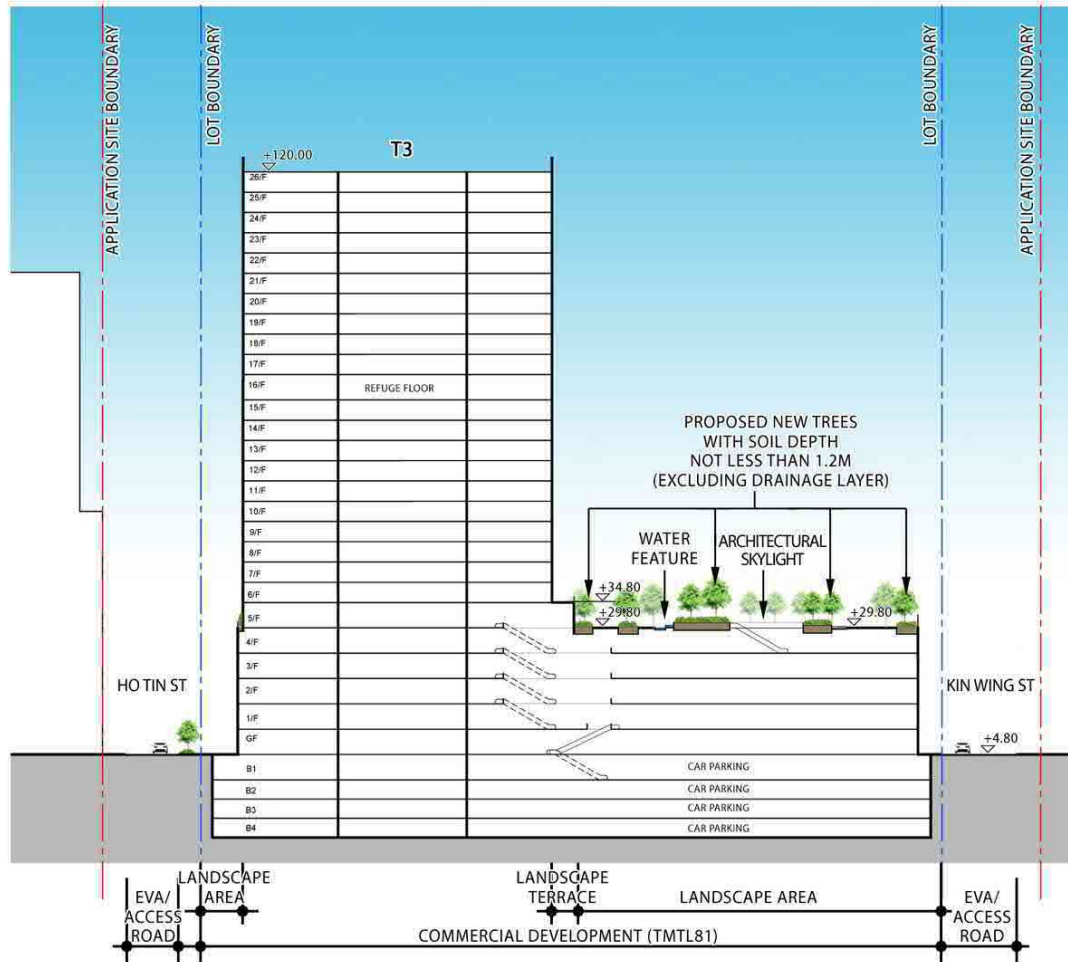 APPLICATION SITE BOUNDARY
LOT BOUNDARY
LOT BOUNDARY
APPLICATION SITE BOUNDARY
T3
+120.00
26/F
25/F
24/F
23/F
22/F
21/F
20/F
19/F
18/F
17/F
16/F
REFUGE FLOOR
15/F
14/F
13/F
12/F
11/F
10/F
9/F
8/F
7/F
6/F
5/F
4/F
3/F
2/F
1/F
GF
B1
B2
B3
B4
PROPOSED NEW TREES
WITH SOIL DEPTH
NOT LESS THAN 1.2M
(EXCLUDING DRAINAGE LAYER)
WATER
FEATURE
ARCHITECTURAL
SKYLIGHT
+34.80
+29.80
+29.80
HO TIN ST
KIN WING ST
+4.80
CAR PARKING
CAR PARKING
CAR PARKING
CAR PARKING
LANDSCAPE
AREA
LANDSCAPE
TERRACE
LANDSCAPE AREA
EVA/
ACCESS
ROAD
COMMERCIAL DEVELOPMENT (TMTL81)
EVA/
ACCESS
ROAD